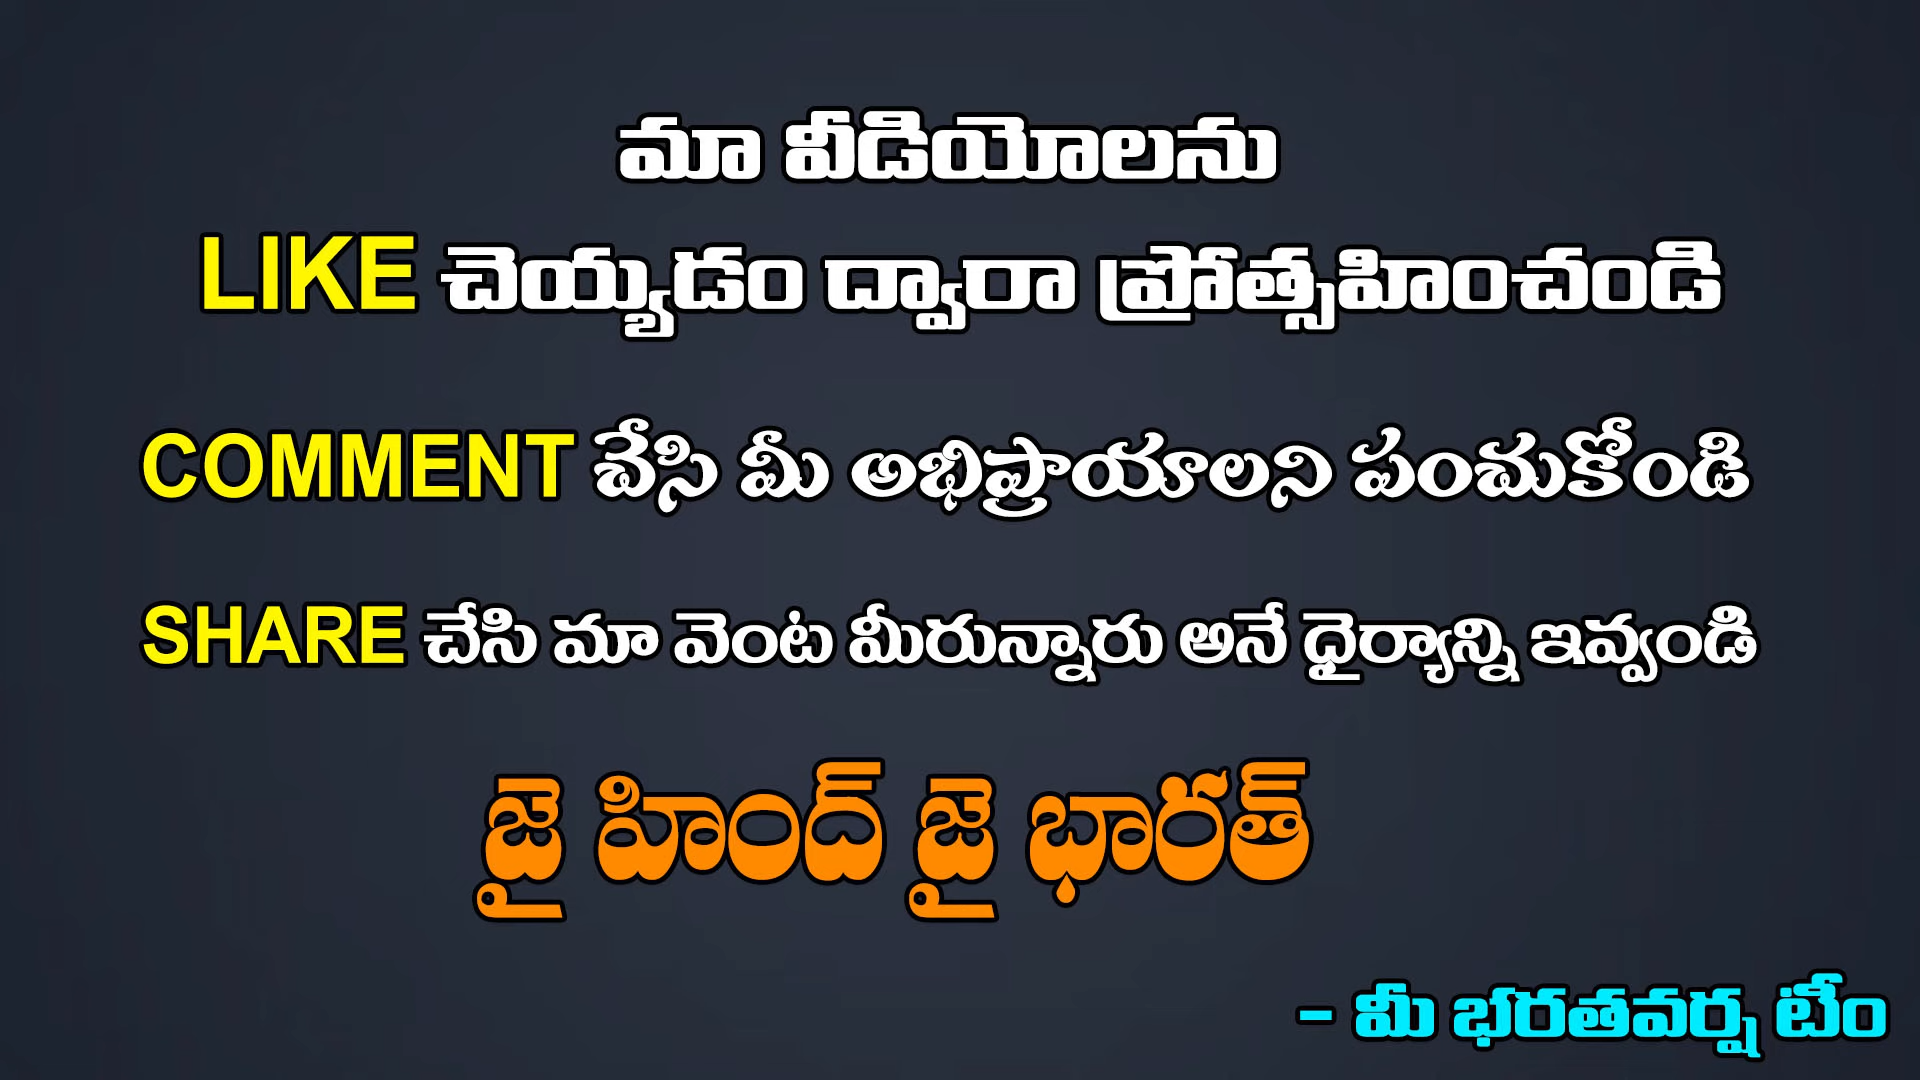 మా వీడియోలను
LIKE చెయ్యడం ద్వారా ప్రోత్సహించండి
COMMENT చేసి మీ అభిప్రాయాలని పంచుకోండి
SHARE చేసి మా వెంట మీరున్నారు అనే ధైర్యాన్ని ఇవ్వండి
జై హింద్ జై భారత్
- మీ భరతవర్ష టీం